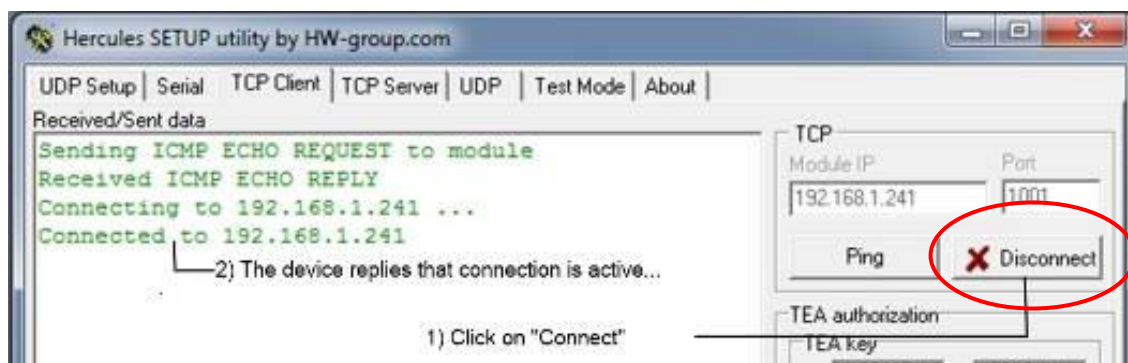 Hercules SETUP utility by HW-group.com
UDP Setup Serial TCP Client TCP Server UDP Test Mode About
Received/Sent data
Sending ICMP ECHO REQUEST to module
Received ICMP ECHO REPLY
Connecting to 192.168.1.241 ...
Connected to 192.168.1.241
2) The device replies that connection is active...
1) Click on "Connect"
TCP
Module IP Port
192.168.1.241 1001
Ping Disconnect
TEA authorization
TEA key